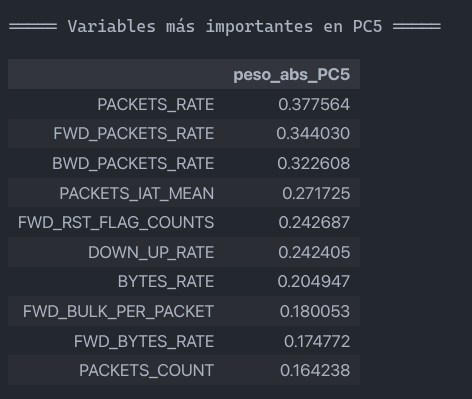 ===== Variables más importantes en PC5 =====
peso_abs_PC5
PACKETS_RATE 0.377564
FWD_PACKETS_RATE 0.344030
BWD_PACKETS_RATE 0.322608
PACKETS_IAT_MEAN 0.271725
FWD_RST_FLAG_COUNTS 0.242687
DOWN_UP_RATE 0.242405
BYTES_RATE 0.204947
FWD_BULK_PER_PACKET 0.180053
FWD_BYTES_RATE 0.174772
PACKETS_COUNT 0.164238